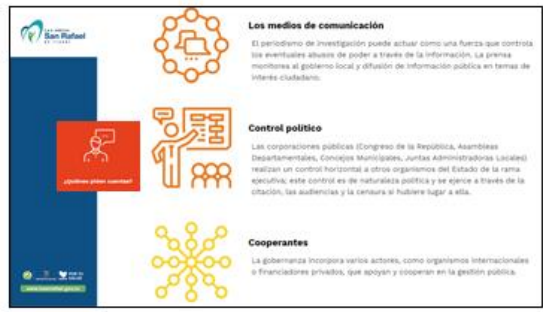 San Rafael
Los medios de comunicación
El periodismo de investigación puede actuar como una fuerza que controla
los eventuales abusos de poder a través de la información. La prensa
monitorea al gobierno local y difusión de información pública en temas de
interés ciudadano.
Control político
Las corporaciones públicas (Congreso de la República, Asambleas
Departamentales, Concejos Municipales, Juntas Administradoras Locales)
realizan un control horizontal a otros organismos del Estado de la rama
ejecutiva; este control es de naturaleza política y se ejerce a través de la
citación, las audiencias y la censura si hubiere lugar a ella.
¿Quiénes piden cuentas?
Cooperantes
La gobernanza incorpora varios actores, como organismos internacionales
o financiadores privados, que apoyan y cooperan en la gestión pública.